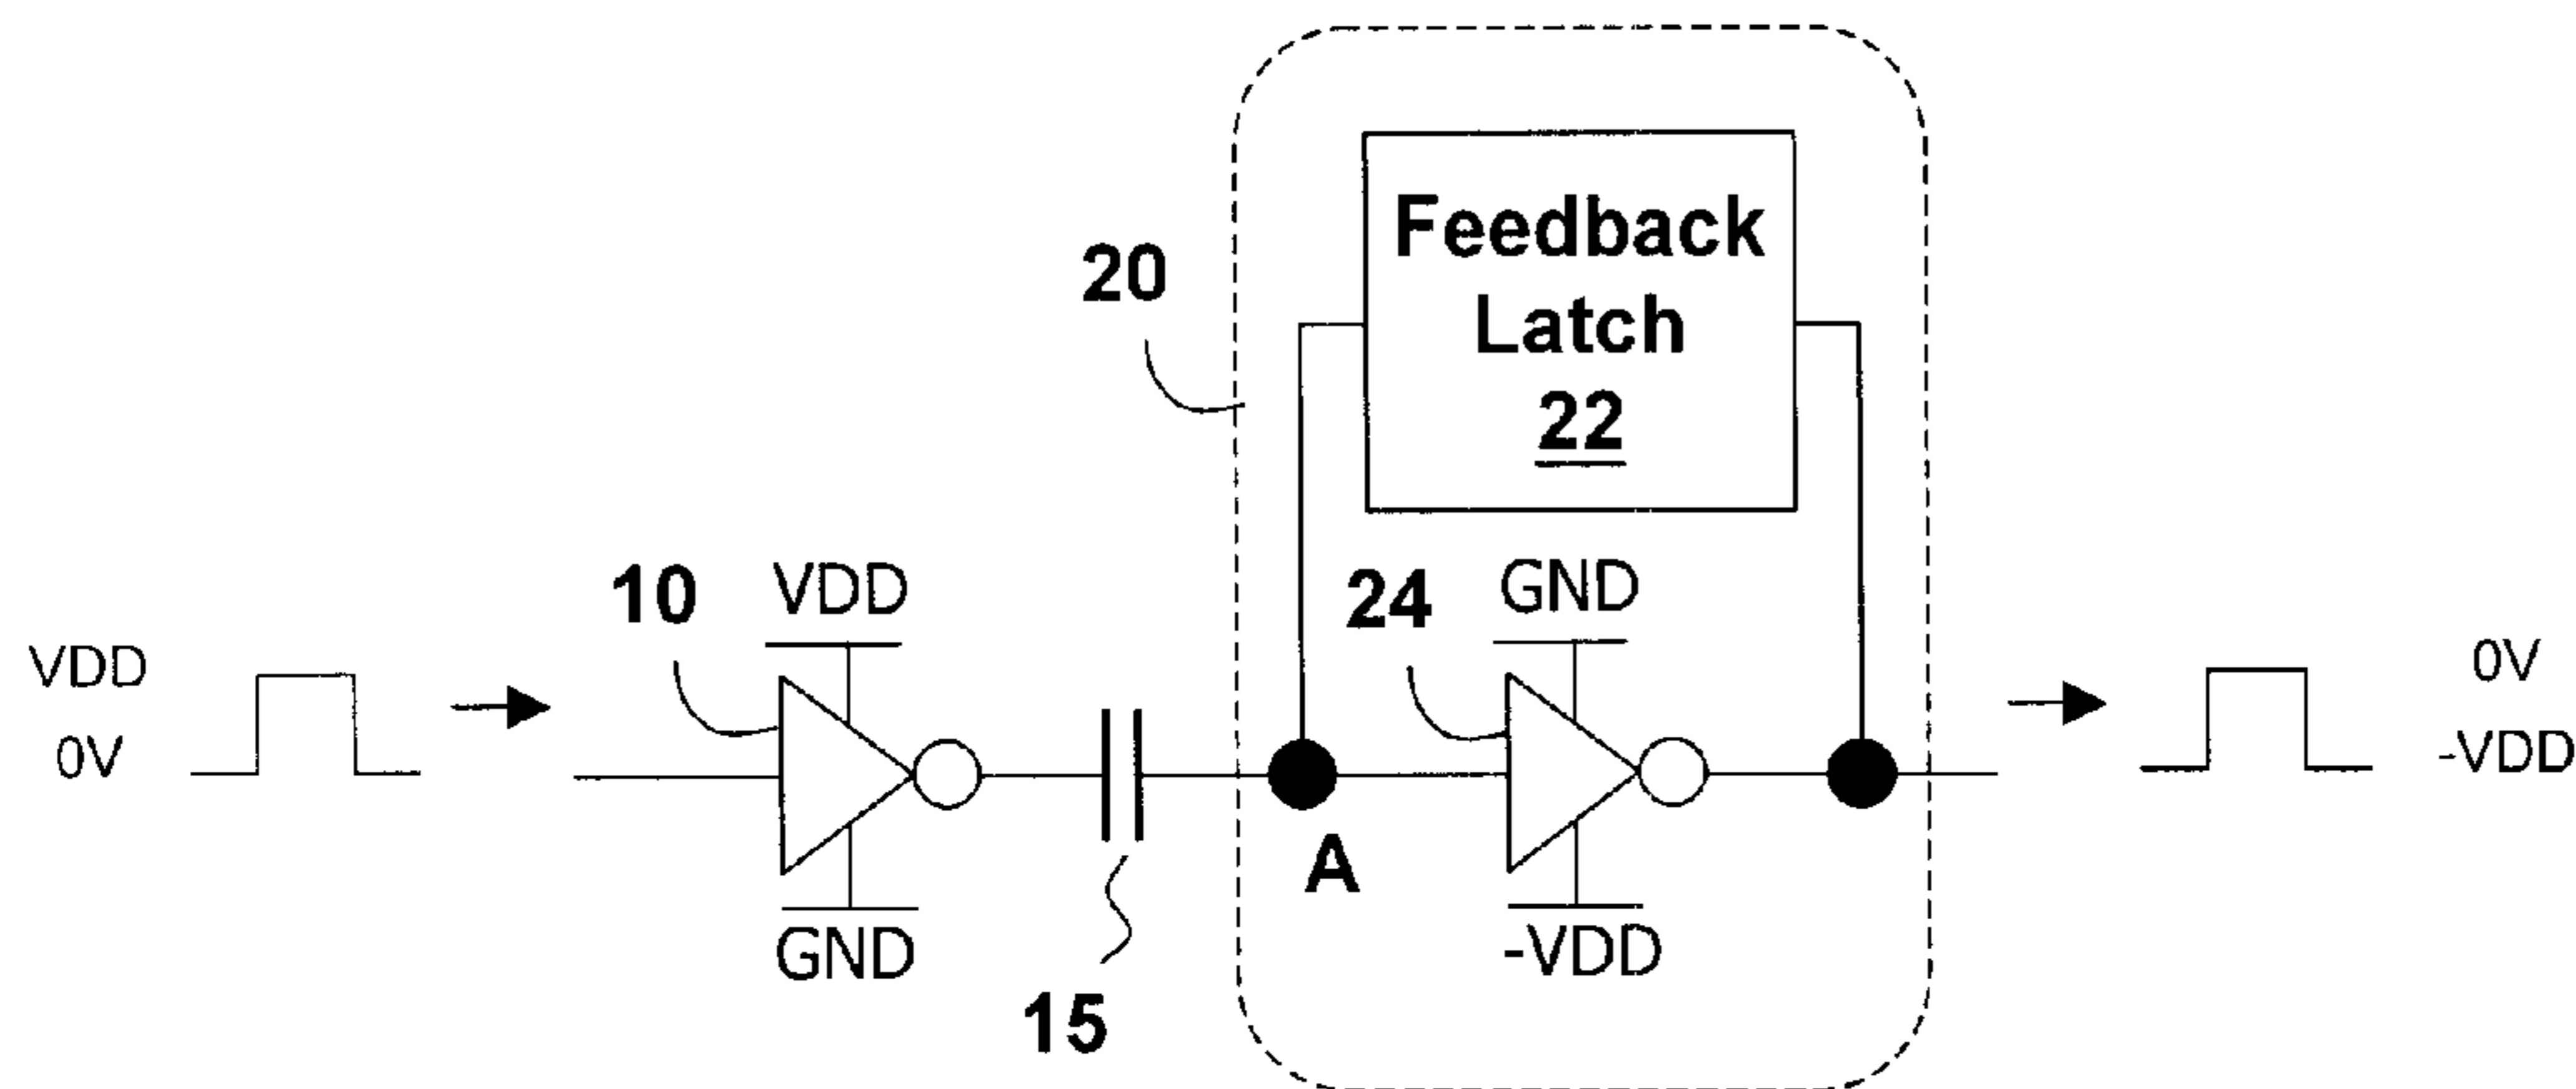 Feedback
Latch
22
20
10
VDD
24
GND
VDD
0V
0V
-VDD
A
GND
-VDD
15